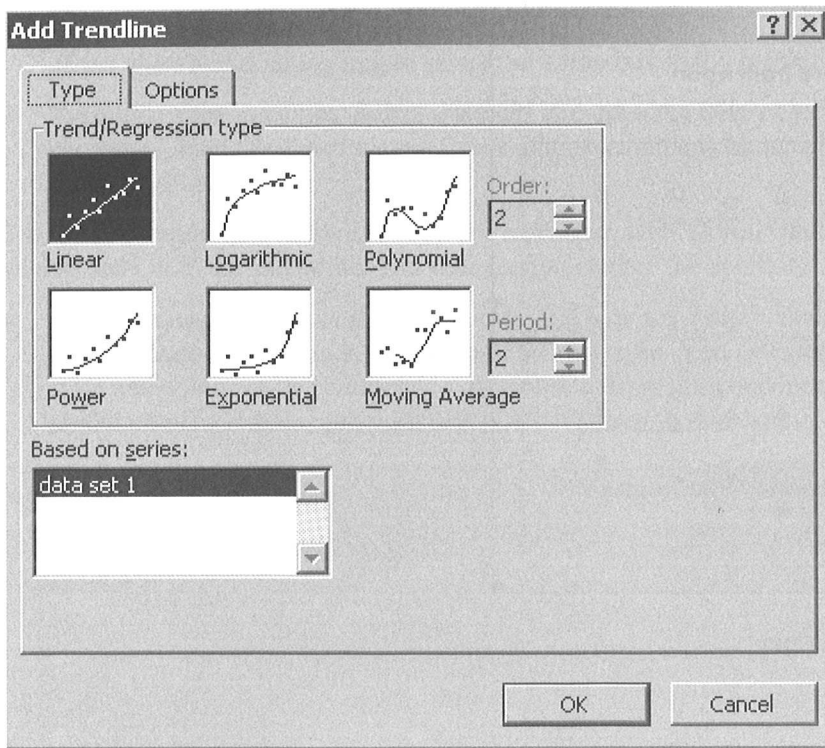 Add Trendline
Type Options
Trend/Regression type
Linear Logarithmic Polynomial
Order:
2
Power Exponential Moving Average
Period:
2
Based on series:
data set 1
OK Cancel